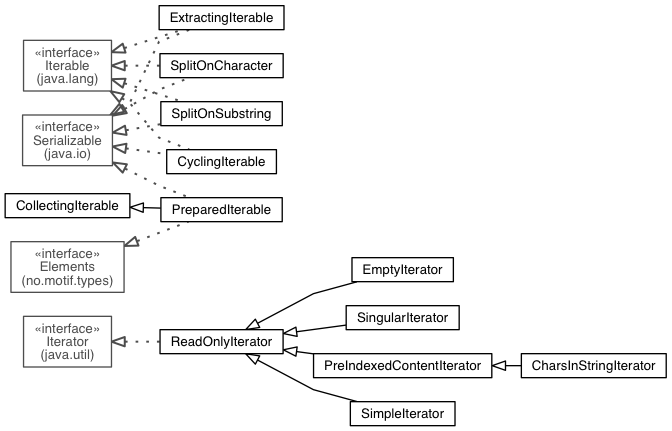 ExtractingIterable
«interface»
Iterable
(java.lang)
SplitOnCharacter
SplitOnSubstring
«interface»
Serializable
(java.io)
CyclingIterable
CollectingIterable
PreparedIterable
«interface»
Elements
(no.motif.types)
EmptyIterator
SingularIterator
«interface»
Iterator
(java.util)
ReadOnlyIterator
PreIndexedContentIterator
CharsInStringIterator
SimpleIterator